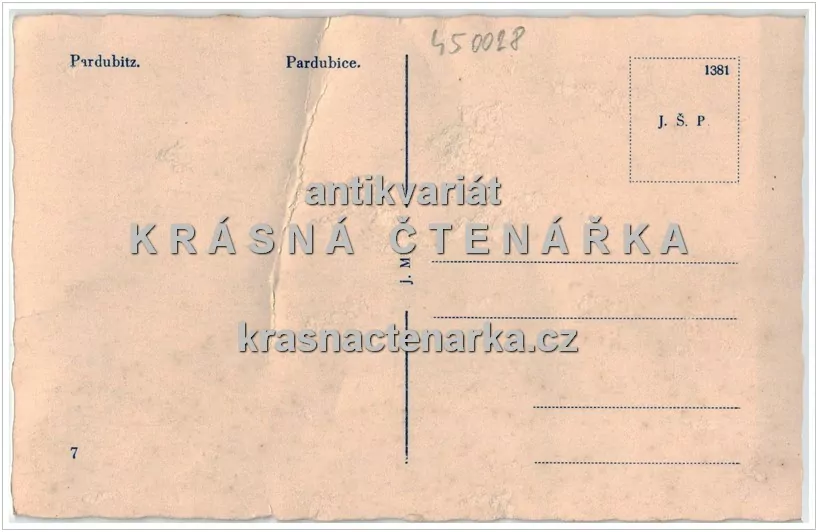 450028
Pardubitz. Pardubice.
1381
J. Š. P
antikvariát
KRÁSNÁ ČTENÁŘKA
J. M
krasnactenarka.cz
7